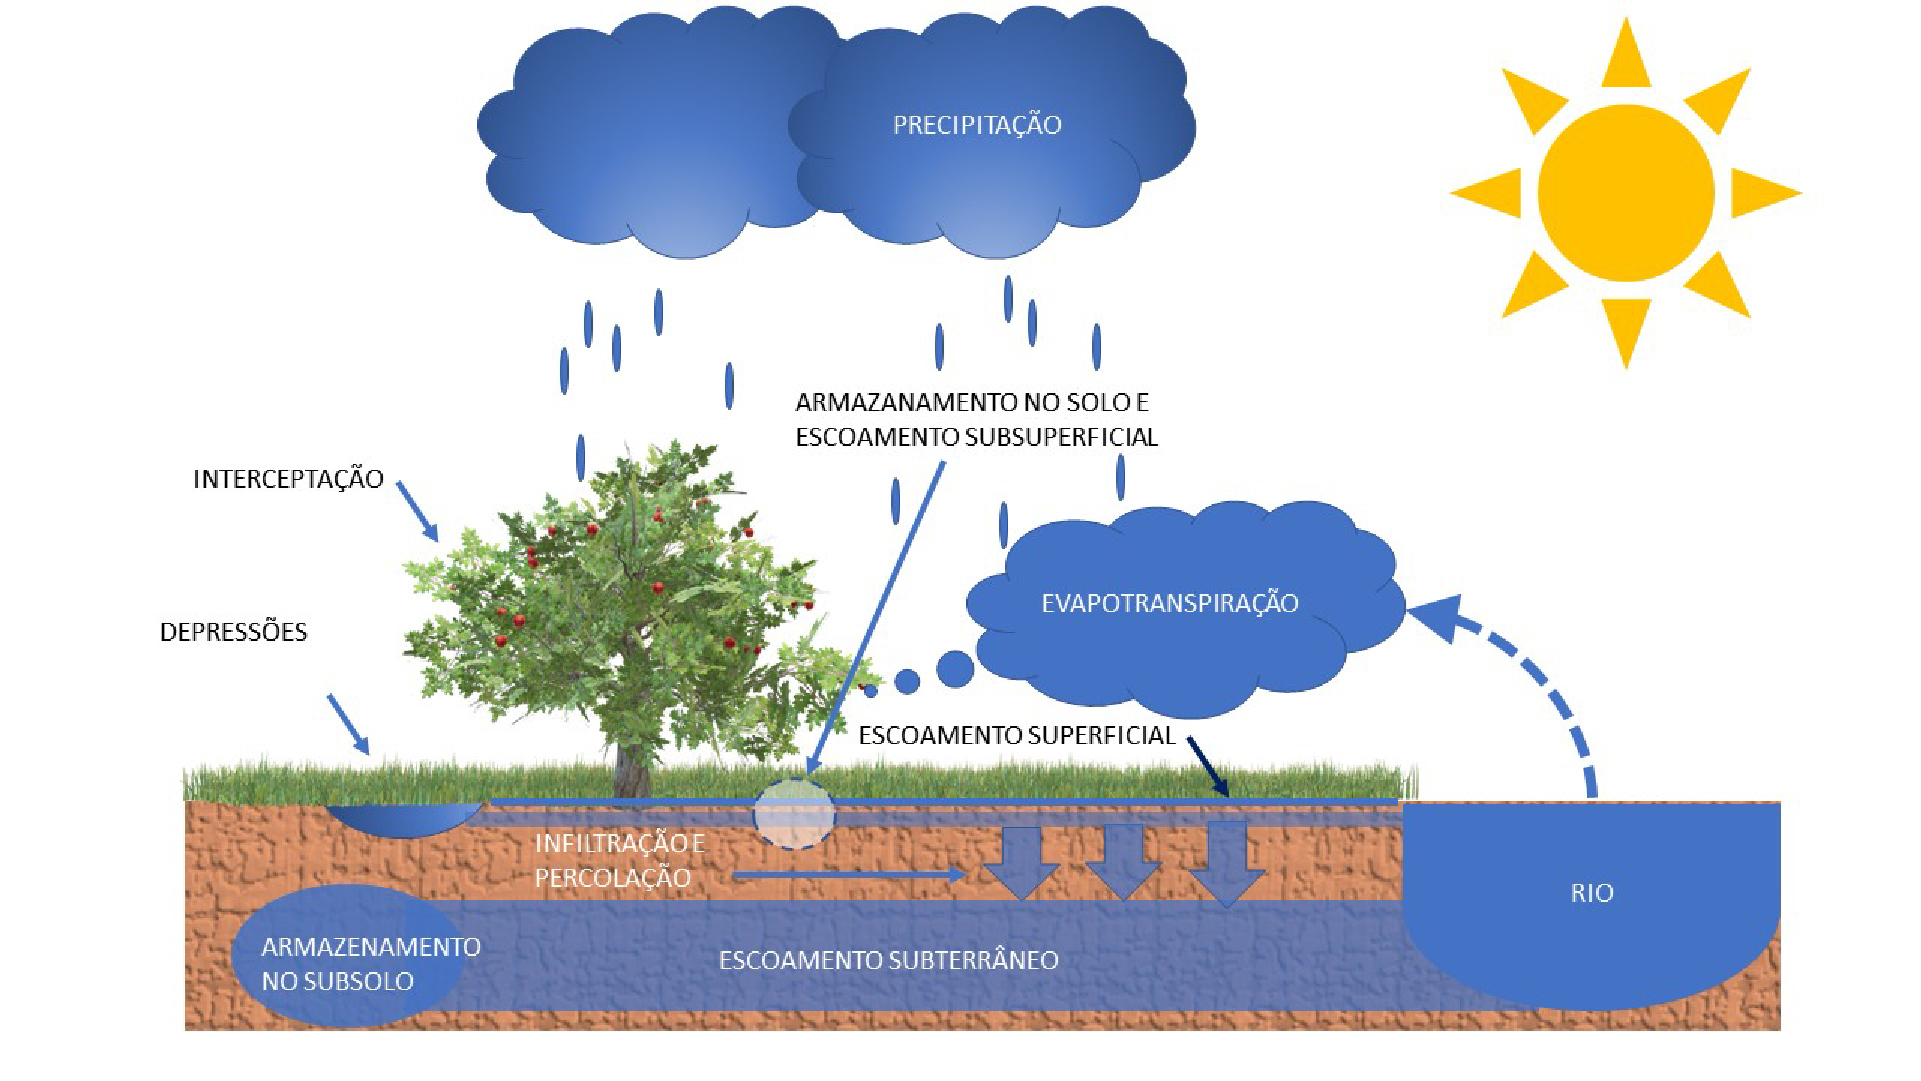 PRECIPITAÇÃO
ARMAZANAMENTO NO SOLO E
ESCOAMENTO SUBSUPERFICIAL
INTERCEPTAÇÃO
EVAPOTRANSPIRAÇÃO
DEPRESSÕES
ESCOAMENTO SUPERFICIAL
INFILTRAÇÃO E
PERCOLAÇÃO
RIO
ARMAZENAMENTO
NO SUBSOLO
ESCOAMENTO SUBTERRÂNEO